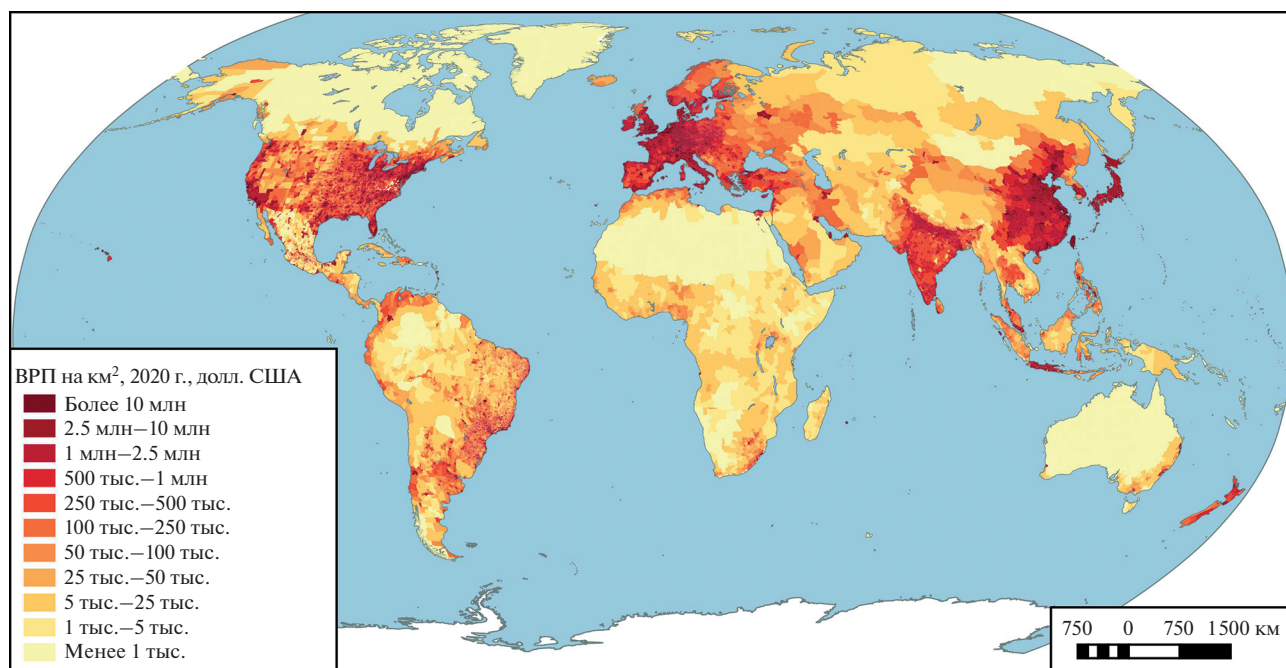 ВРП на км², 2020 г., долл. США
Более 10 млн
2.5 млн–10 млн
1 млн–2.5 млн
500 тыс.–1 млн
250 тыс.–500 тыс.
100 тыс.–250 тыс.
50 тыс.–100 тыс.
25 тыс.–50 тыс.
5 тыс.–25 тыс.
1 тыс.–5 тыс.
Менее 1 тыс.
750 0 750 1500 км